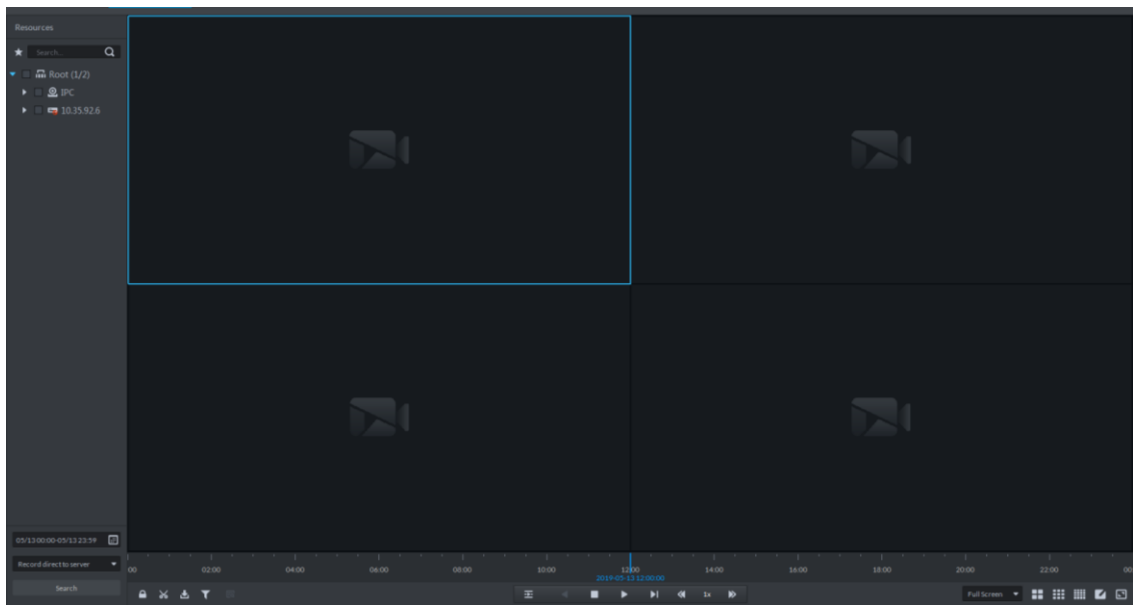 Resources
Search...
Root (1/2)
IPC
10.35.92.6
05/13 00:00-05/13 23:59
Record direct to server
Search
00 02:00 04:00 06:00 08:00 10:00 12:00 14:00 16:00 18:00 20:00 22:00 00
2019-05-13 12:00:00
1x
Full Screen